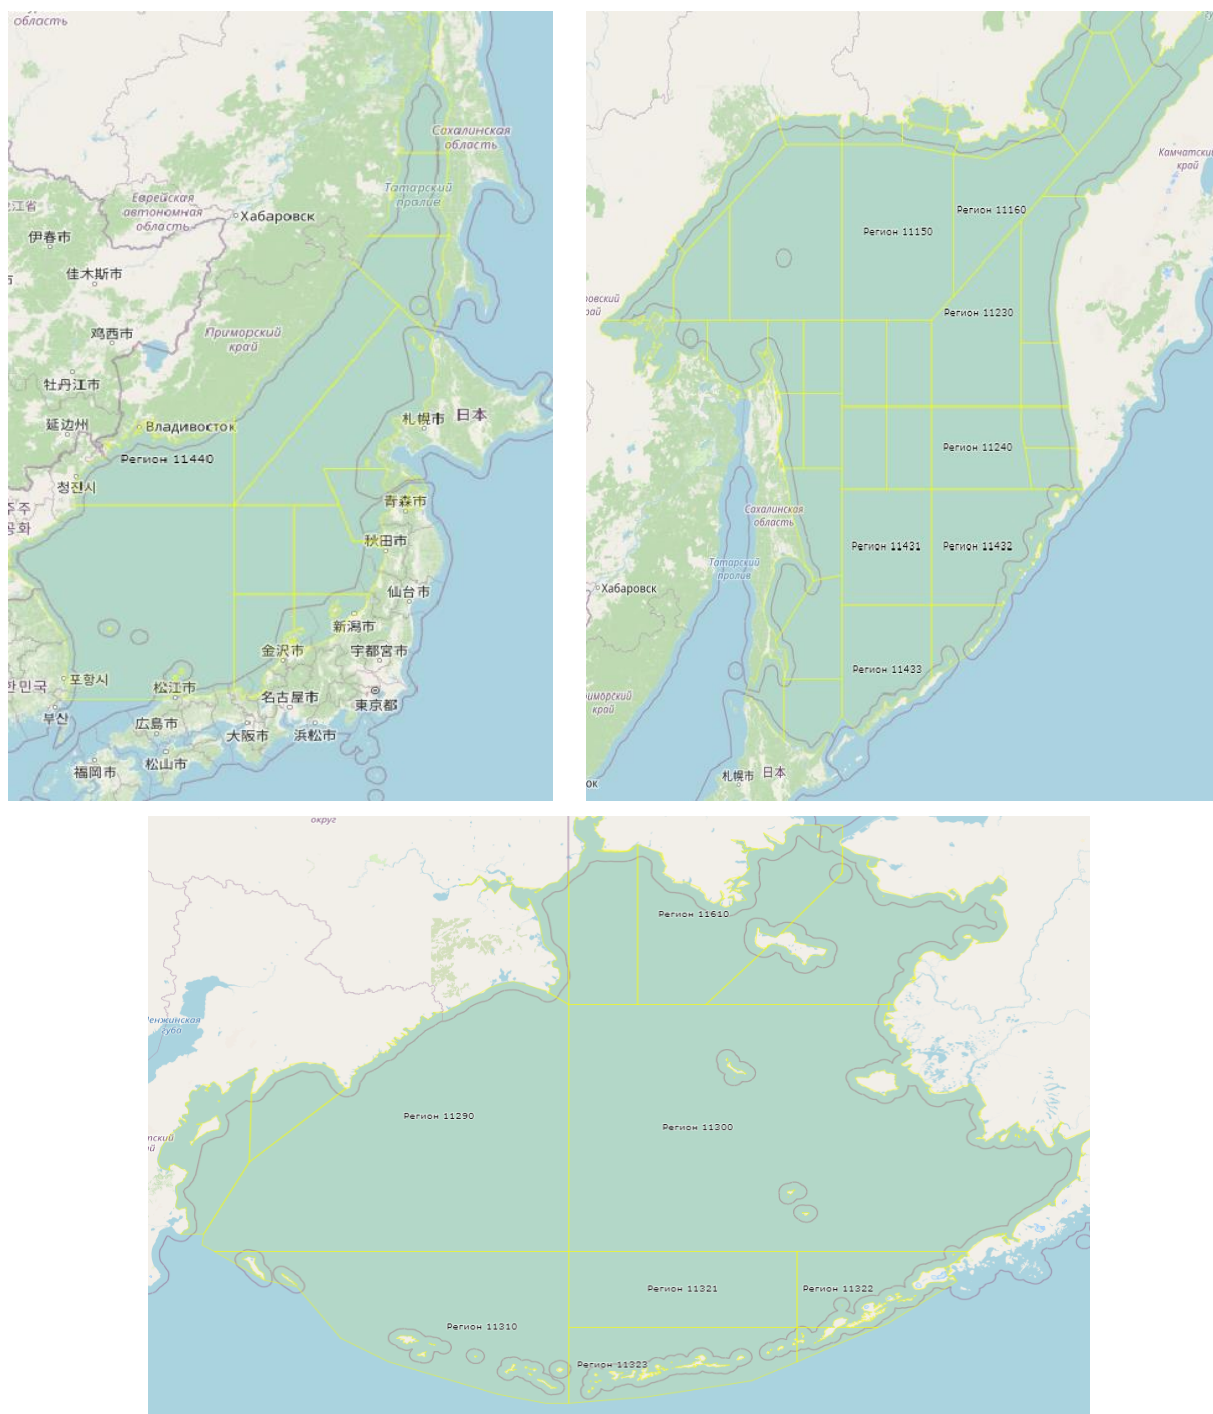 область
Сахалинская
область
Татарский
пролив
Еврейская
автономная
область
Хабаровск
伊春市
佳木斯市
鸡西市
Приморский
край
牡丹江市
延边州
Владивосток
札幌市
日本
Регион 11440
청진시
青森市
秋田市
仙台市
新潟市
金沢市
宇都宮市
포항시
한민국
松江市
名古屋市
東京都
부산
広島市
大阪市
浜松市
松山市
福岡市
Камчатский
край
Регион 11160
Регион 11150
Регион 11230
Регион 11240
Сахалинская
область
Регион 11431
Регион 11432
Татарский
пролив
Хабаровск
Регион 11433
край
札幌市
日本
ок
округ
Регион 11610
губа
Регион 11290
Регион 11300
Регион 11321
Регион 11322
Регион 11310
Регион 11323